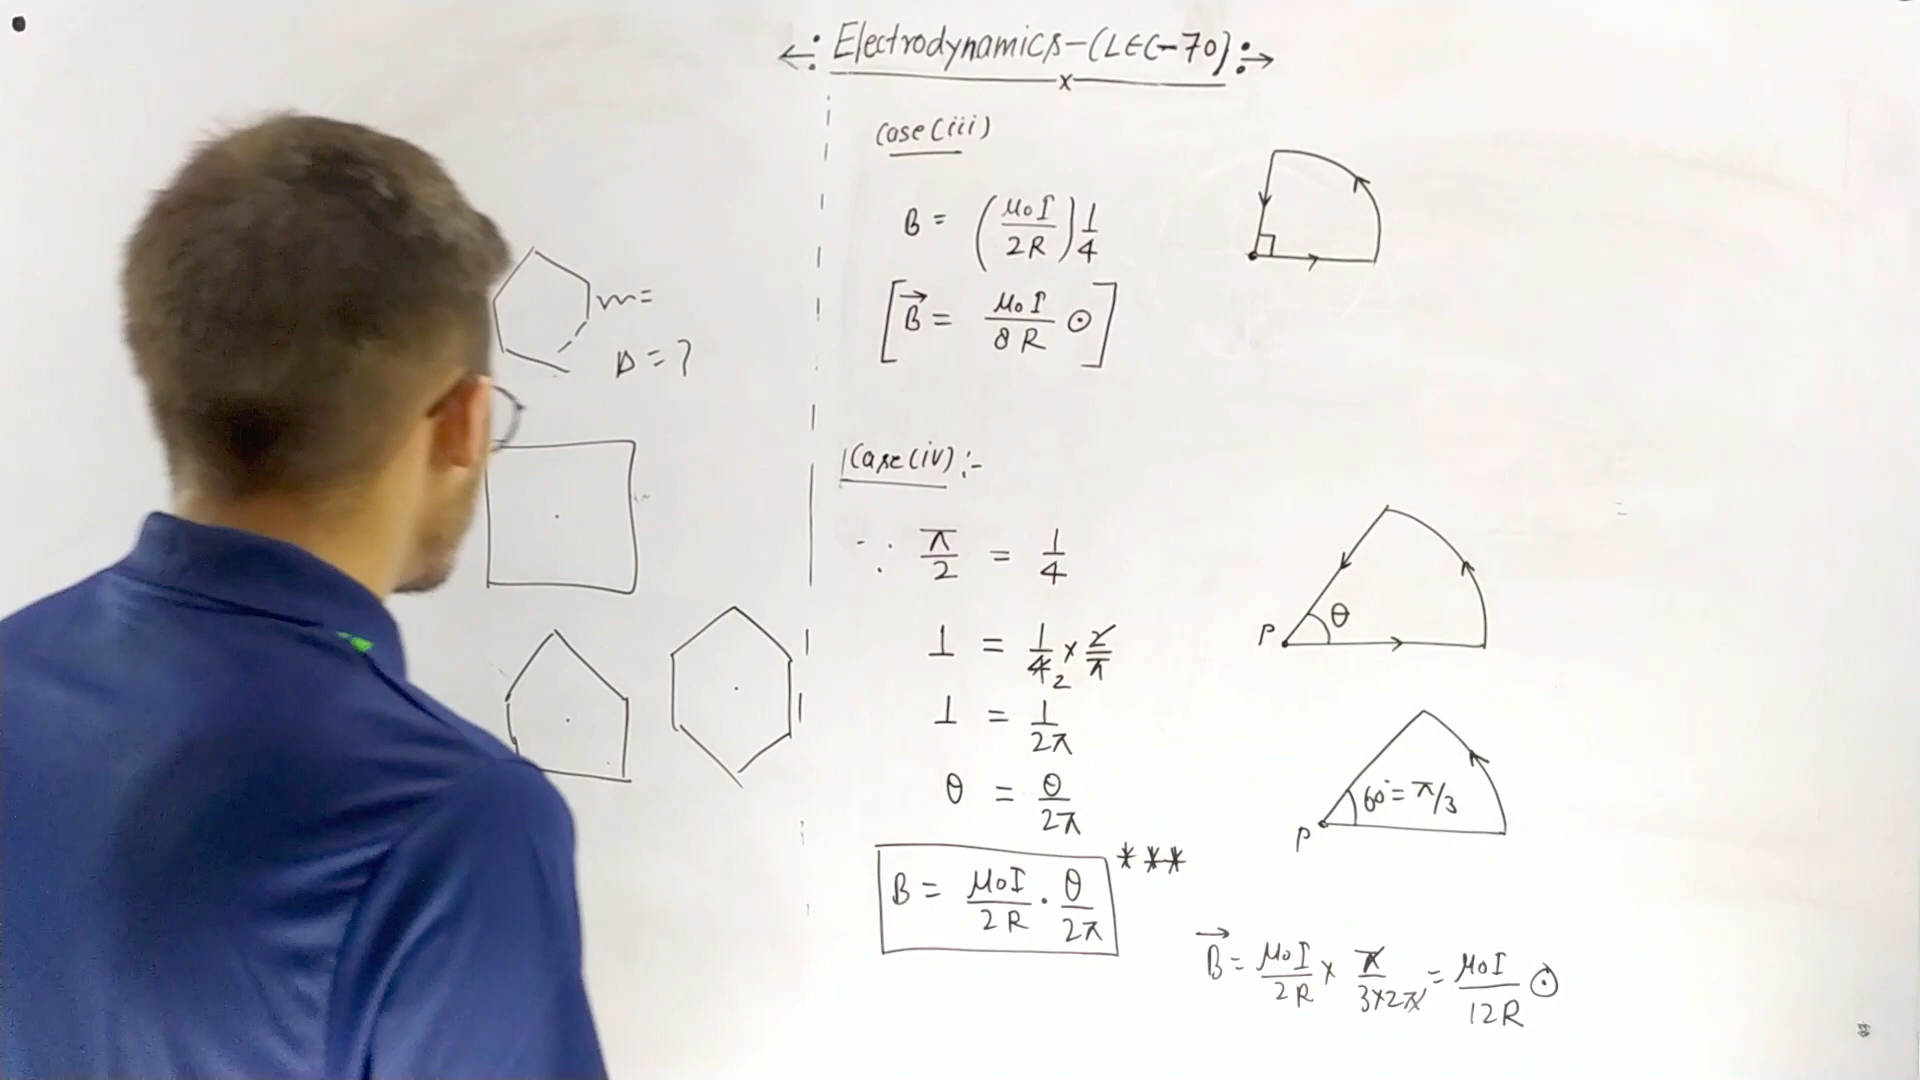 Electrodynamics-(LEC-70)
Case(iii)
B = (μ₀I/2R) 1/4
[B⃗ = μ₀I/8R ⊙]
m=
B = ?
Case(iv) :-
∵ π/2 = 1/4
1 = 1/4 2 × 2/π
1 = 1/2π
θ = θ/2π
B = μ₀I/2R · θ/2π ***
P θ
P 60° = π/3
B⃗ = μ₀I/2R × π/3×2π = μ₀I/12R ⊙